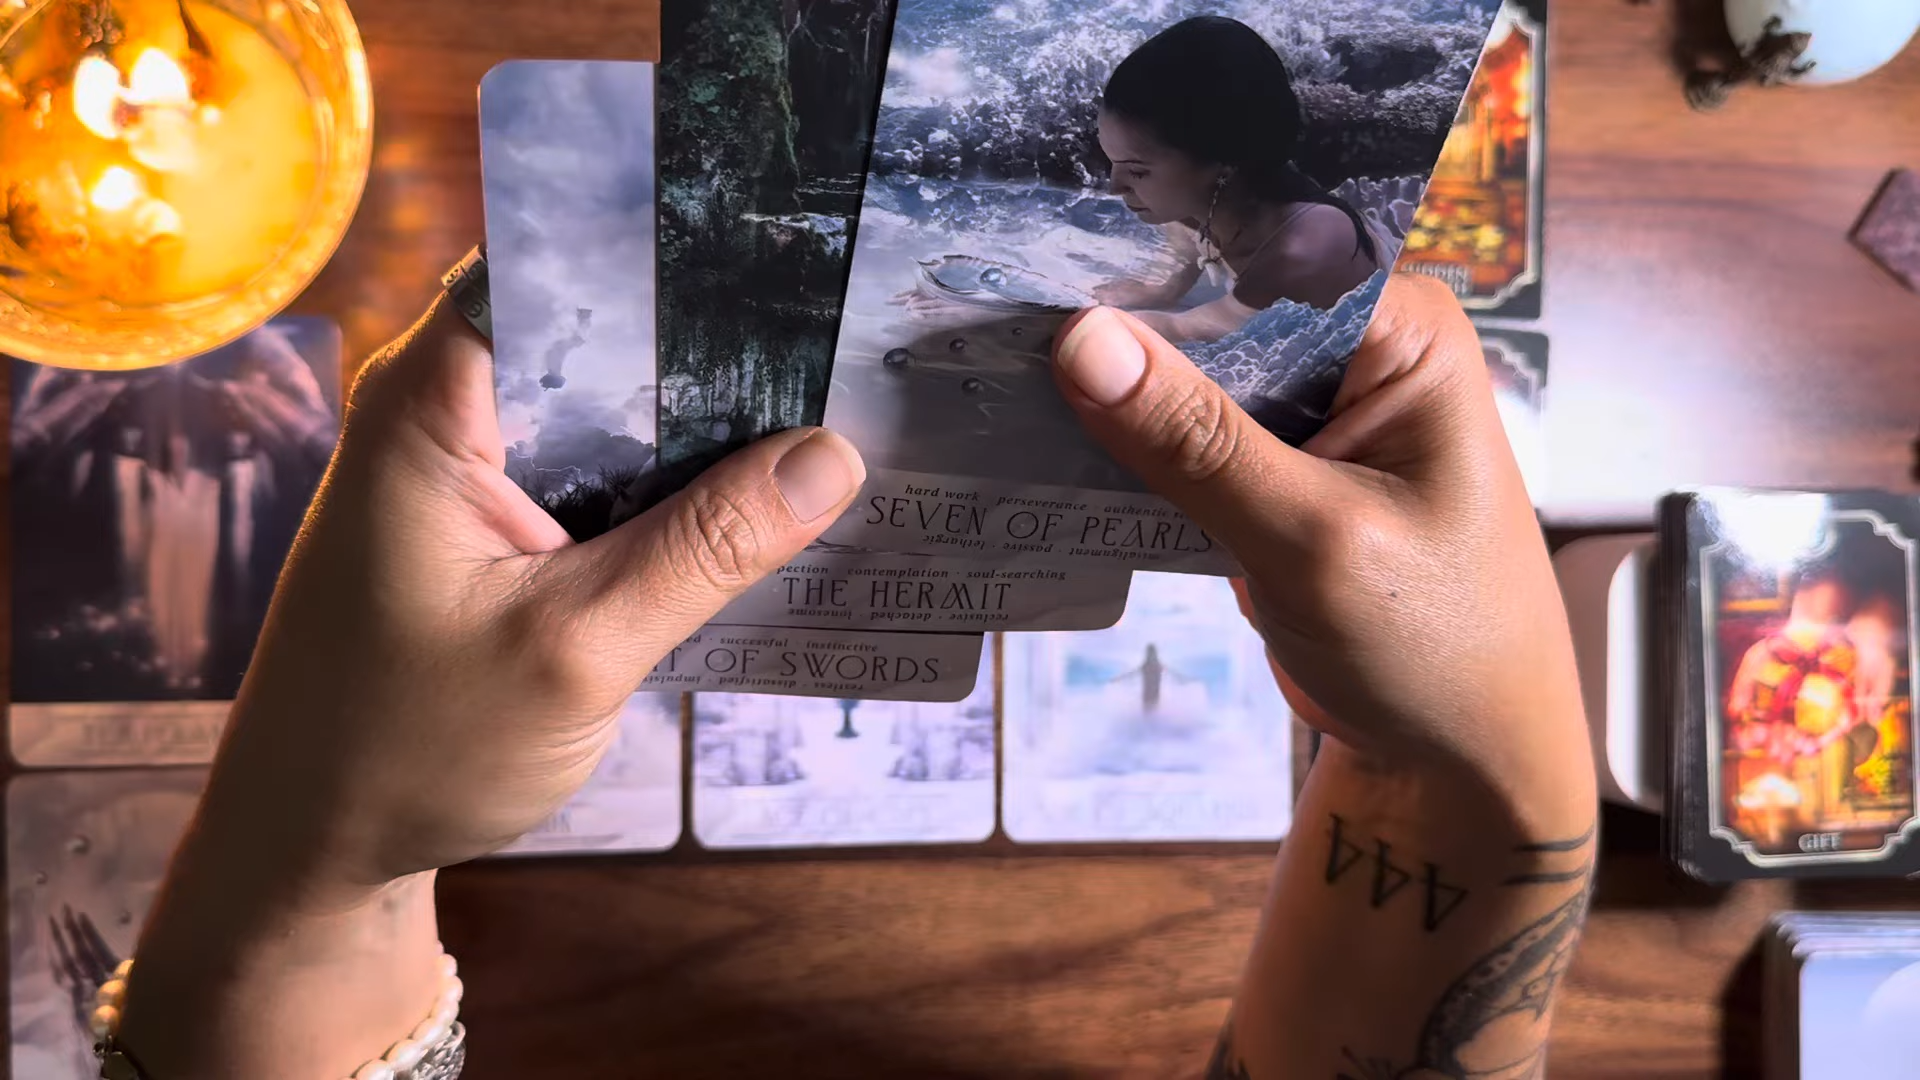 hard work perseverance · authentic
SEVEN OF PEARLS
misalignment · passive · lethargic
contemplation · soul-searching
THE HERMIT
reclusive · detached · lonesome
successful · instinctive
OF SWORDS
restless · dissatisfied
444
GIFT